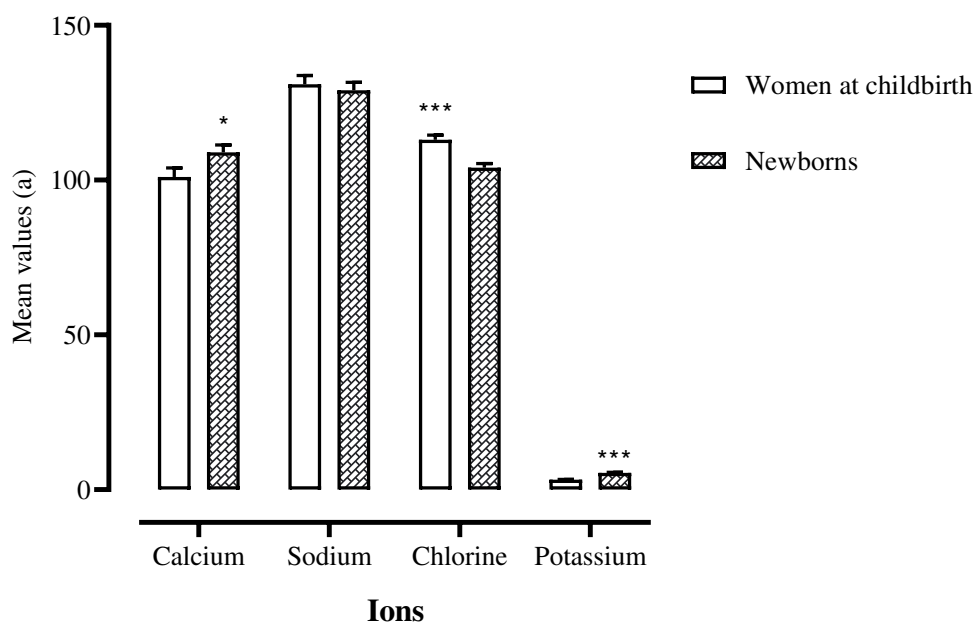 150
100
50
0
Mean values (a)
*
***
***
Calcium
Sodium
Chlorine
Potassium
Ions
Women at childbirth
Newborns